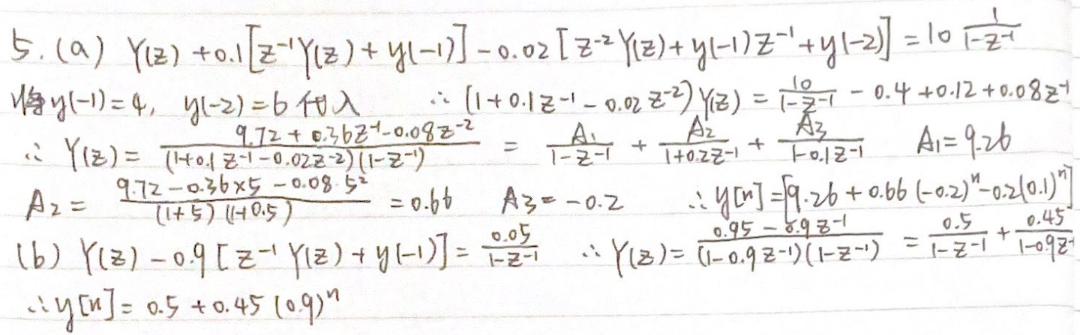 5. (a) Y(z) + 0.1[z⁻¹Y(z) + y(-1)] - 0.02[z⁻²Y(z) + y(-1)z⁻¹ + y(-2)] = 10 1/(1-z⁻¹)
将y(-1)=4, y(-2)=6代入 ∴ (1+0.1z⁻¹-0.02z⁻²)Y(z) = 10/(1-z⁻¹) - 0.4 + 0.12 + 0.08z⁻¹
∴ Y(z) = (9.72+0.36z⁻¹-0.08z⁻²)/((1+0.1z⁻¹-0.02z⁻²)(1-z⁻¹)) = A₁/(1-z⁻¹) + A₂/(1+0.2z⁻¹) + A₃/(1-0.1z⁻¹) A₁=9.26
A₂ = (9.72-0.36×5-0.08·5²)/((1+5)(1+0.5)) = 0.66 A₃=-0.2 ∴ y[n]=[9.26+0.66(-0.2)ⁿ-0.2(0.1)ⁿ]
(b) Y(z) - 0.9[z⁻¹Y(z) + y(-1)] = 0.05/(1-z⁻¹) ∴ Y(z) = (0.95-0.9z⁻¹)/((1-0.9z⁻¹)(1-z⁻¹)) = 0.5/(1-z⁻¹) + 0.45/(1-0.9z⁻¹
∴ y[n] = 0.5 + 0.45(0.9)ⁿ